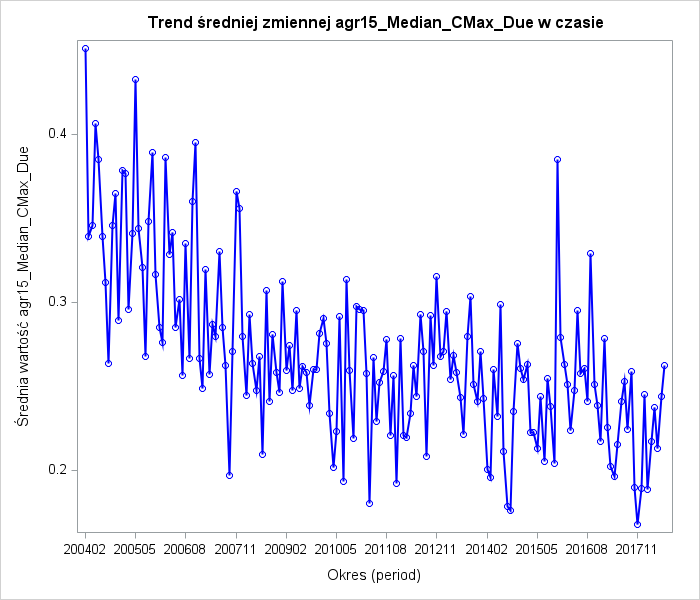 Trend średniej zmiennej agr15_Median_CMax_Due w czasie
Średnia wartość agr15_Median_CMax_Due
0.4
0.3
0.2
200402 200505 200608 200711 200902 201005 201108 201211 201402 201505 201608 201711
Okres (period)